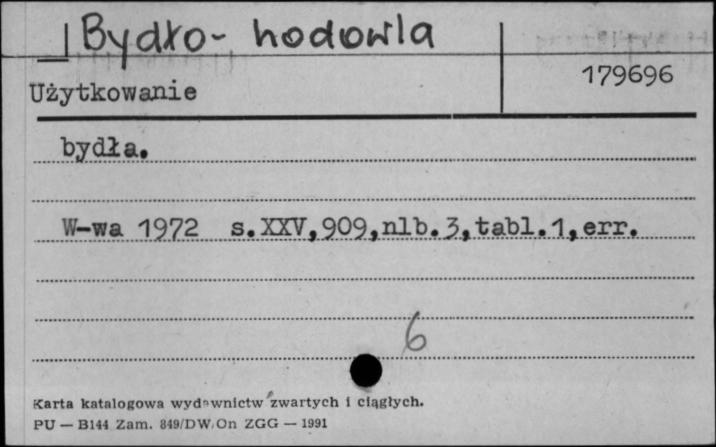 Bydło- hodowla
179696
Użytkowanie
bydła.
W-wa 1972 s.XXV,909,nlb.3,tabl.1,err.
6
Karta katalogowa wydawnictw zwartych i ciągłych.
PU — B144 Zam. 849/DW/On ZGG — 1991